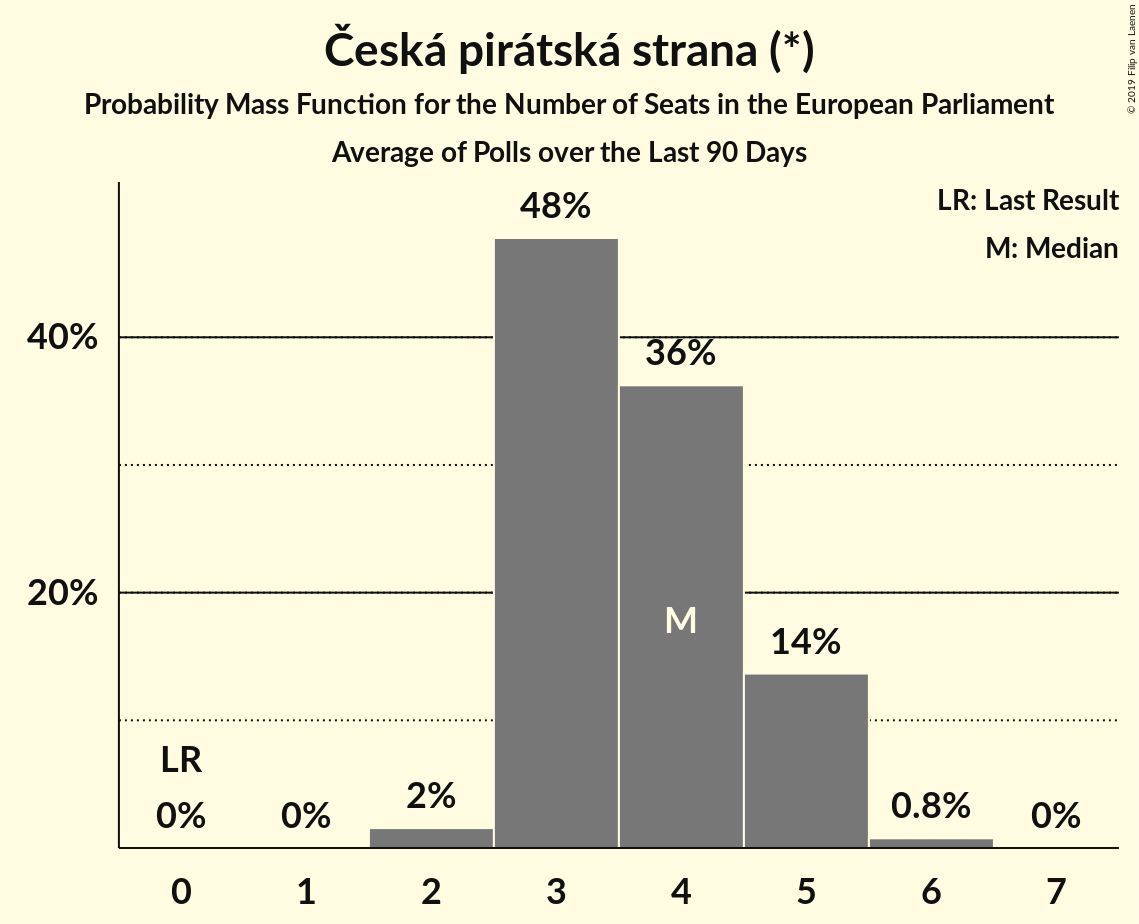 Česká pirátská strana (*)
Probability Mass Function for the Number of Seats in the European Parliament
Average of Polls over the Last 90 Days
© 2019 Filip van Laenen
LR: Last Result
M: Median
48%
40%
36%
20%
M
14%
LR
0%
0%
2%
0.8%
0%
0 1 2 3 4 5 6 7